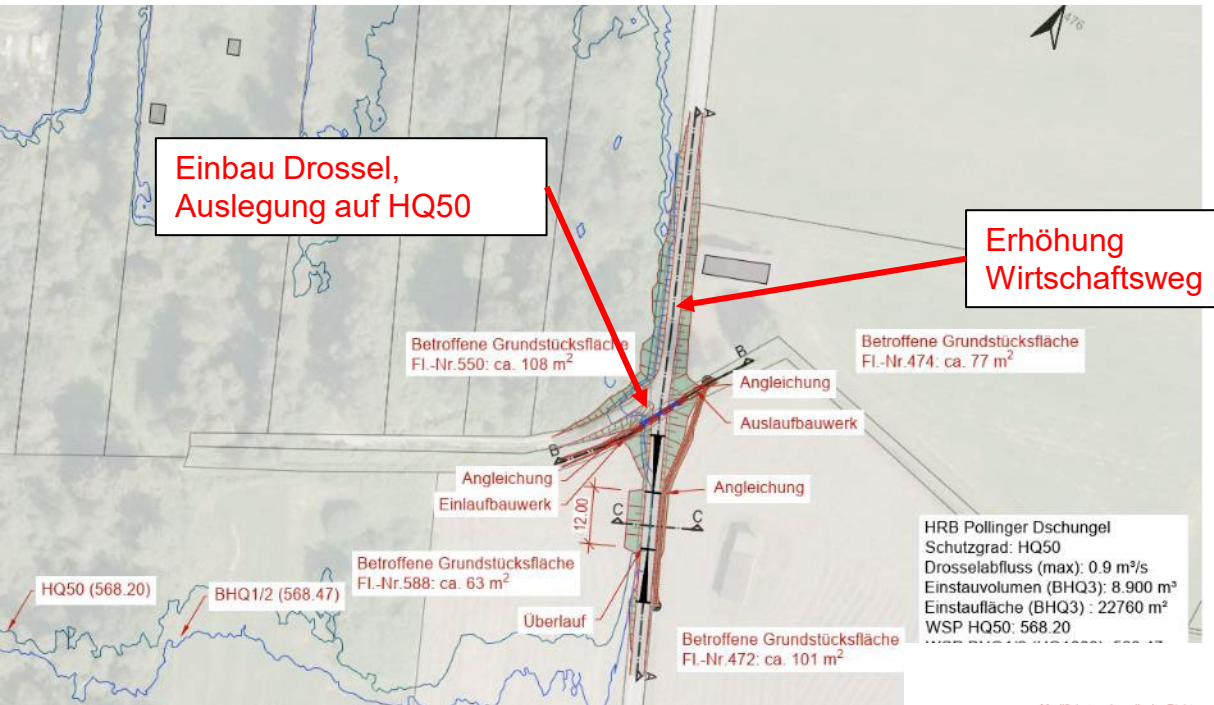 476
Einbau Drossel,
Auslegung auf HQ50
Erhöhung
Wirtschaftsweg
A
A
Betroffene Grundstücksfläche
Fl.-Nr.550: ca. 108 m²
Betroffene Grundstücksfläche
Fl.-Nr.474: ca. 77 m²
B
Angleichung
Auslaufbauwerk
B
Angleichung
Einlaufbauwerk
Angleichung
12.00
C
C
HRB Pollinger Dschungel
Schutzgrad: HQ50
Drosselabfluss (max): 0.9 m³/s
Einstauvolumen (BHQ3): 8.900 m³
Einstaufläche (BHQ3) : 22760 m²
WSP HQ50: 568.20
Betroffene Grundstücksfläche
Fl.-Nr.588: ca. 63 m²
HQ50 (568.20)
BHQ1/2 (568.47)
Überlauf
Betroffene Grundstücksfläche
Fl.-Nr.472: ca. 101 m²
A
A